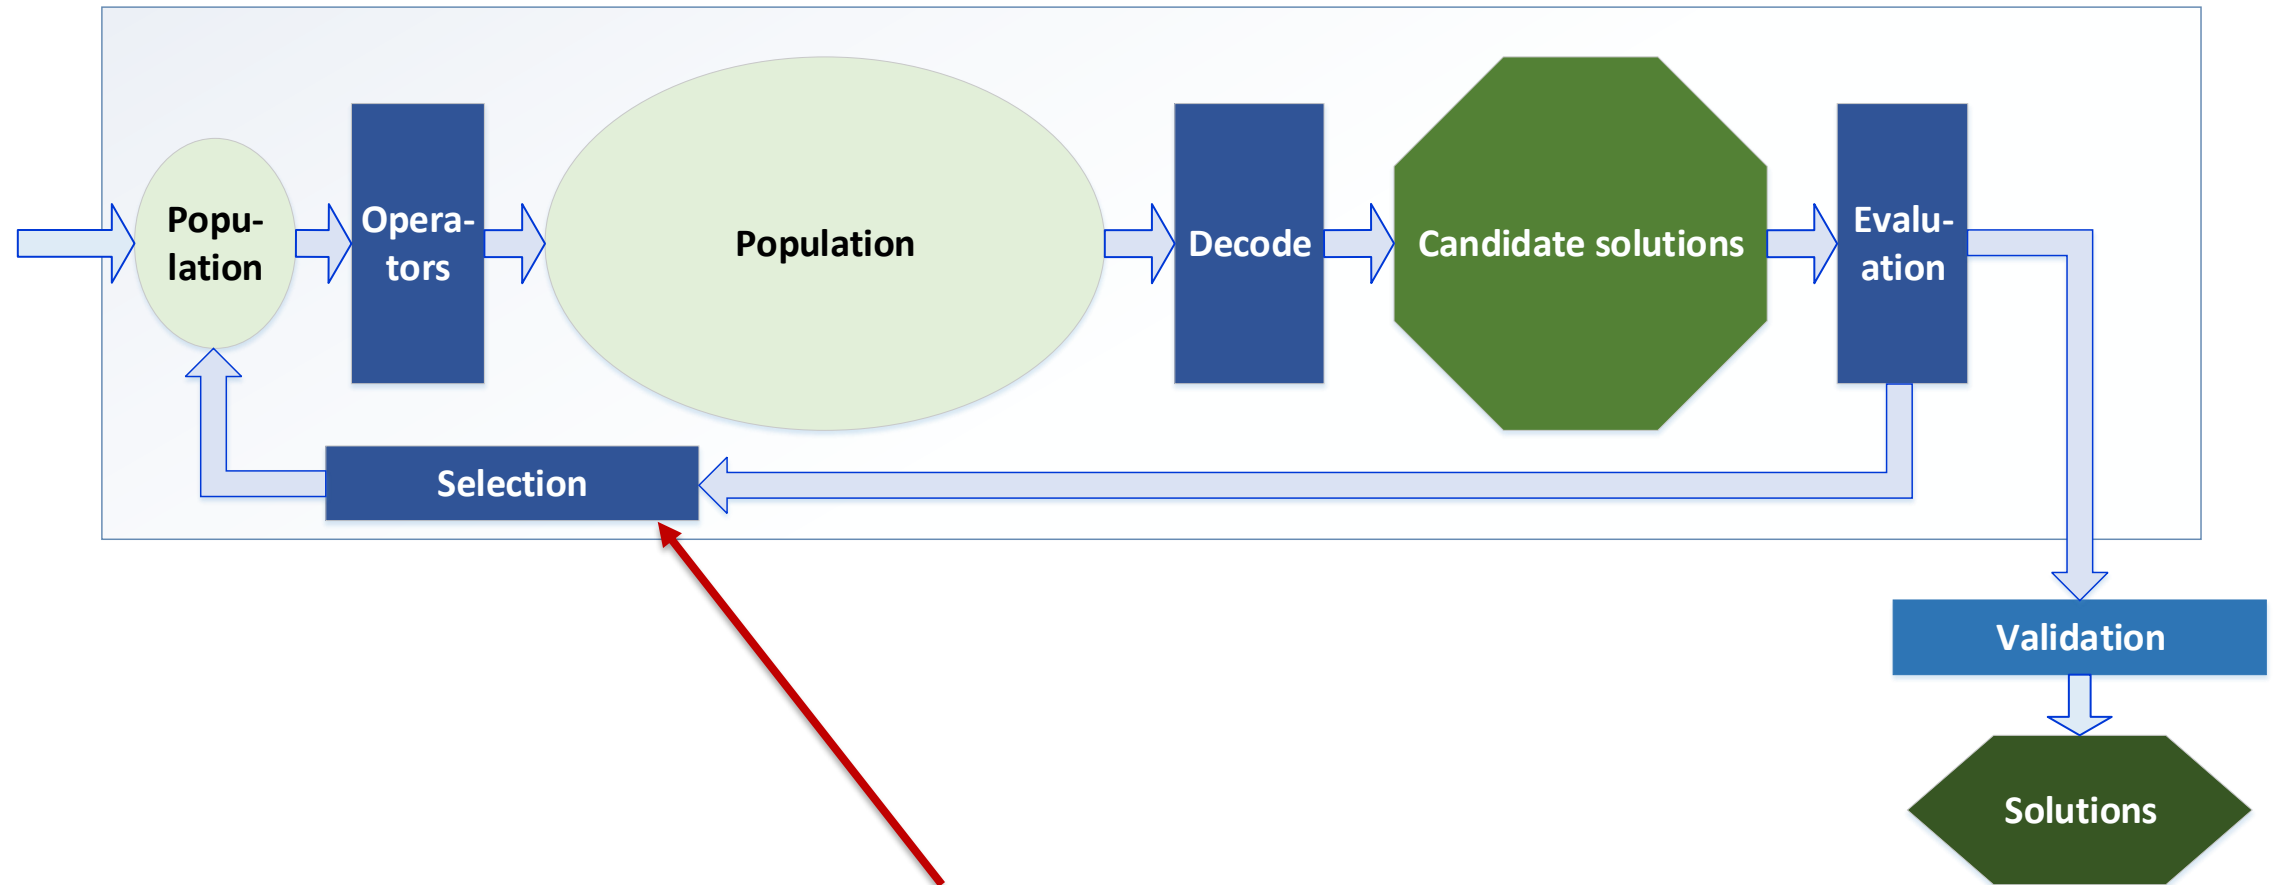 Popu-
lation
Opera-
tors
Population
Decode
Candidate solutions
Evalu-
ation
Selection
Validation
Solutions